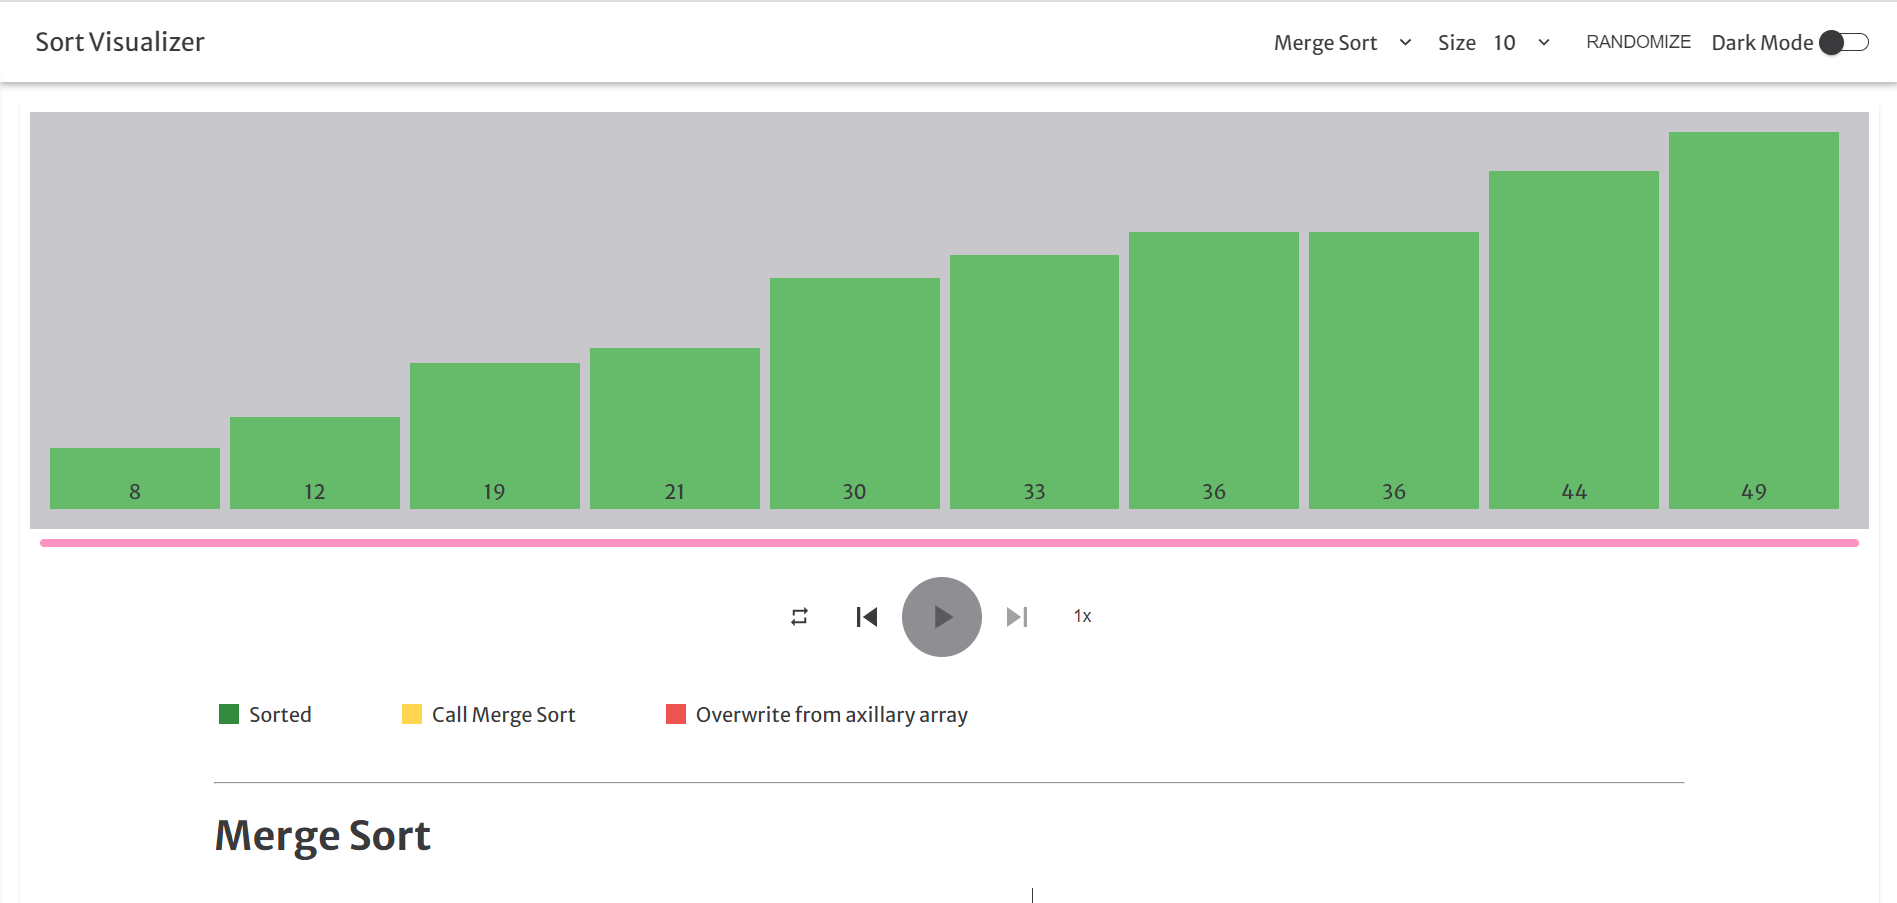 Sort Visualizer
Merge Sort Size 10 RANDOMIZE Dark Mode
8 12 19 21 30 33 36 36 44 49
1x
Sorted Call Merge Sort Overwrite from axillary array
Merge Sort